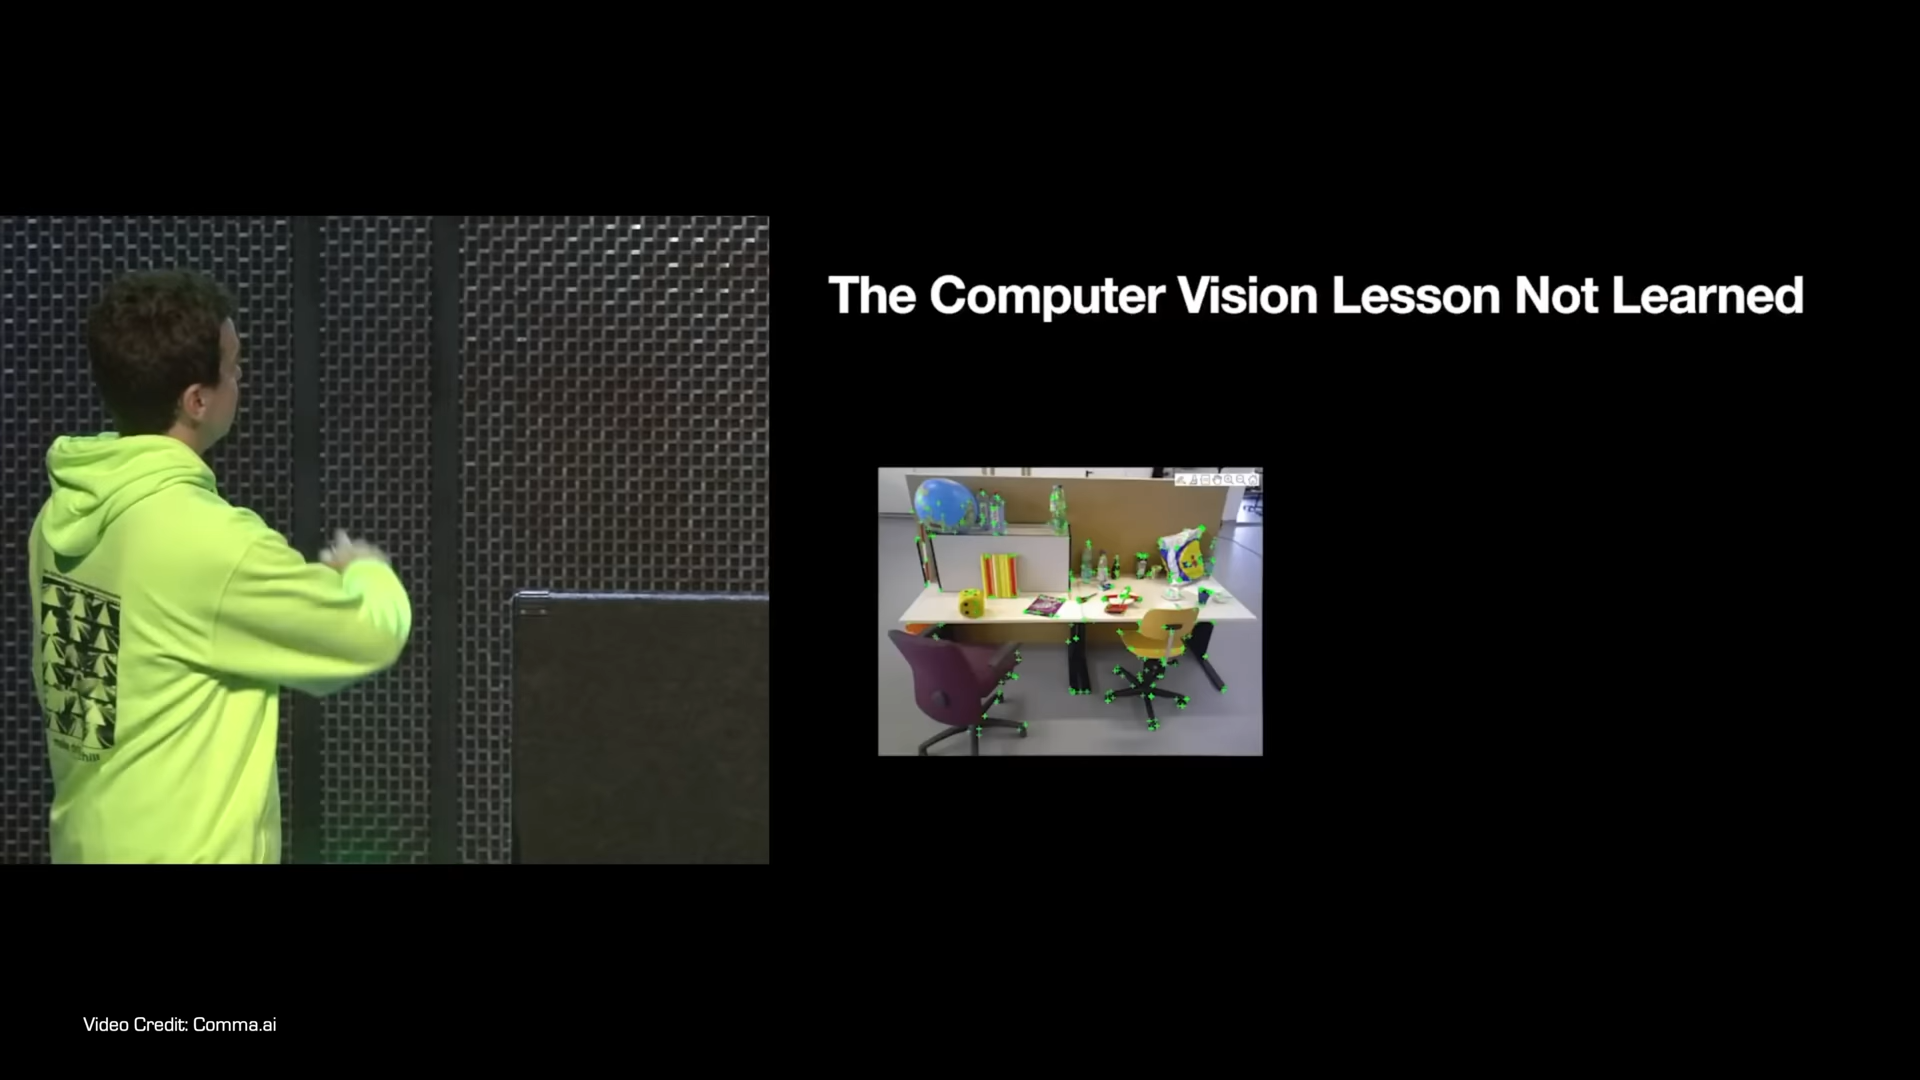 The Computer Vision Lesson Not Learned
Video Credit: Comma.ai